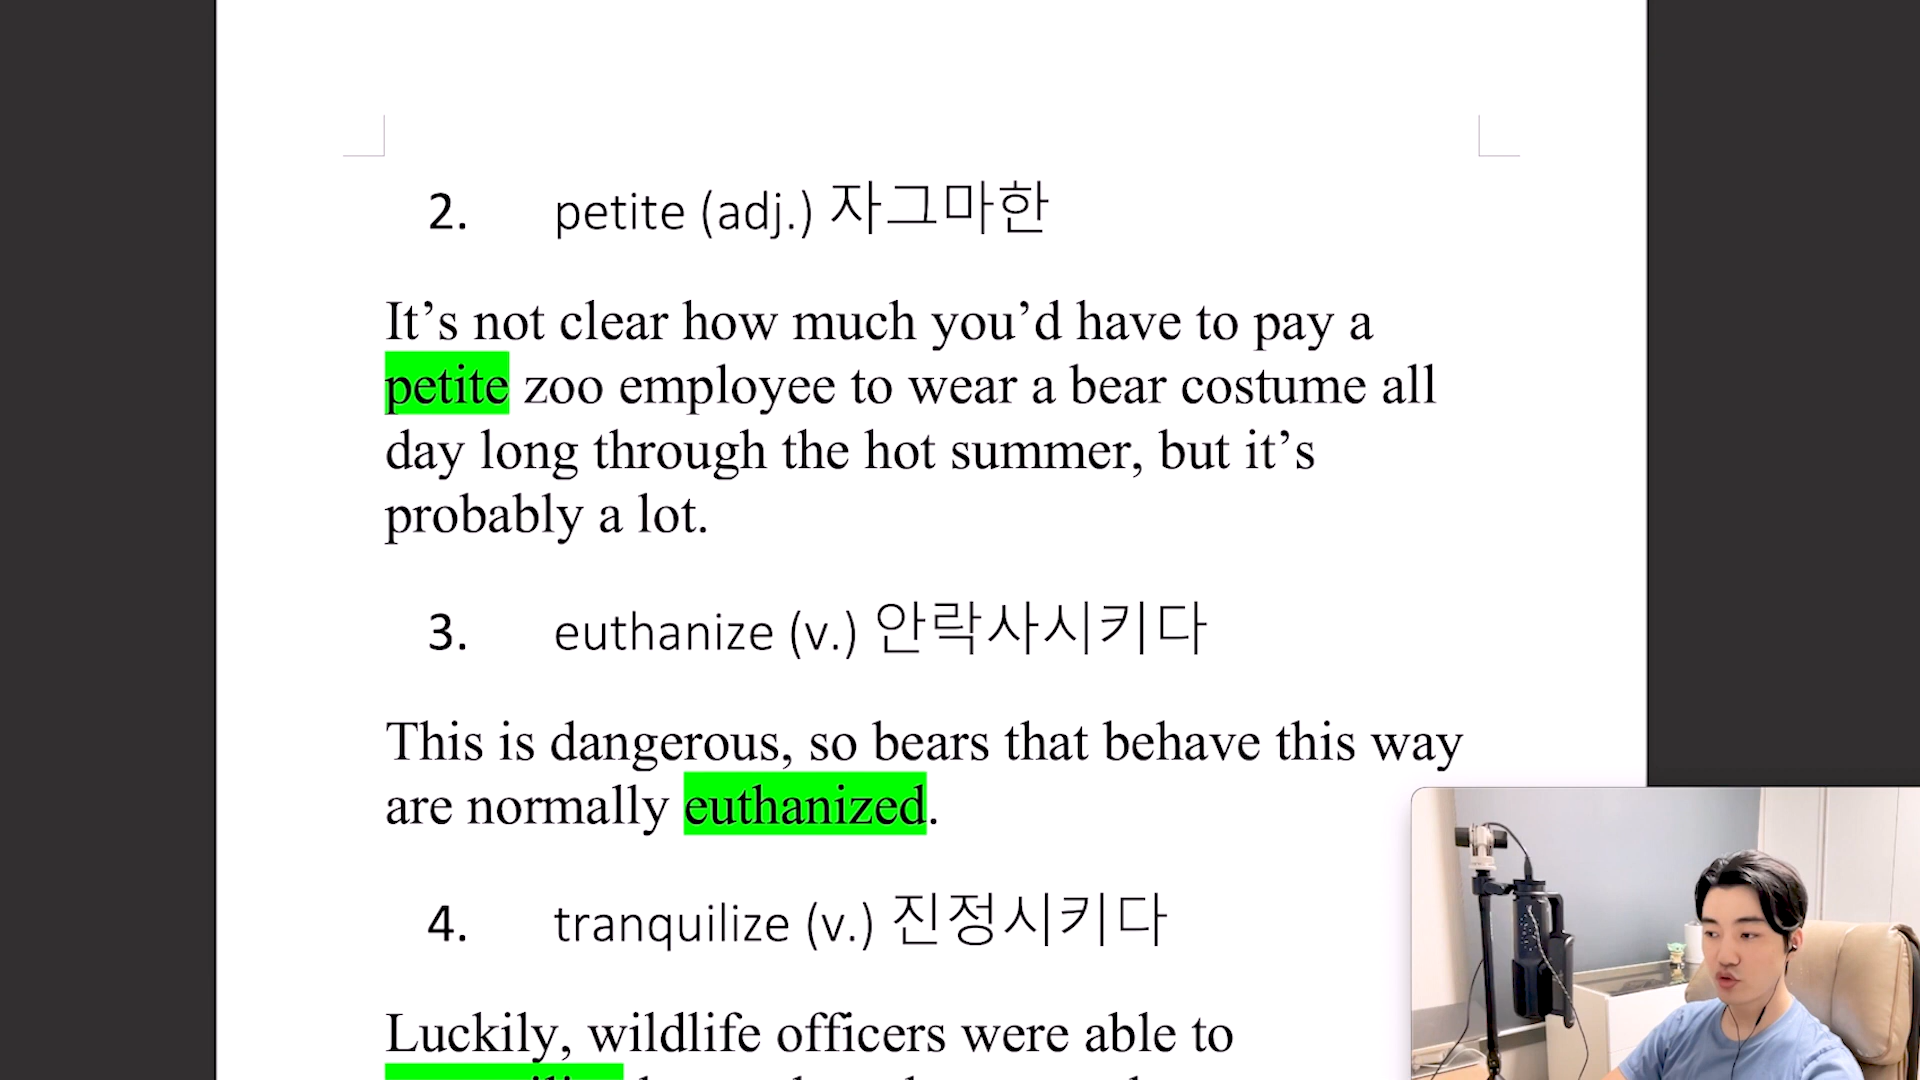 2. petite (adj.) 자그마한
It’s not clear how much you’d have to pay a
petite zoo employee to wear a bear costume all
day long through the hot summer, but it’s
probably a lot.
3. euthanize (v.) 안락사시키다
This is dangerous, so bears that behave this way
are normally euthanized.
4. tranquilize (v.) 진정시키다
Luckily, wildlife officers were able to